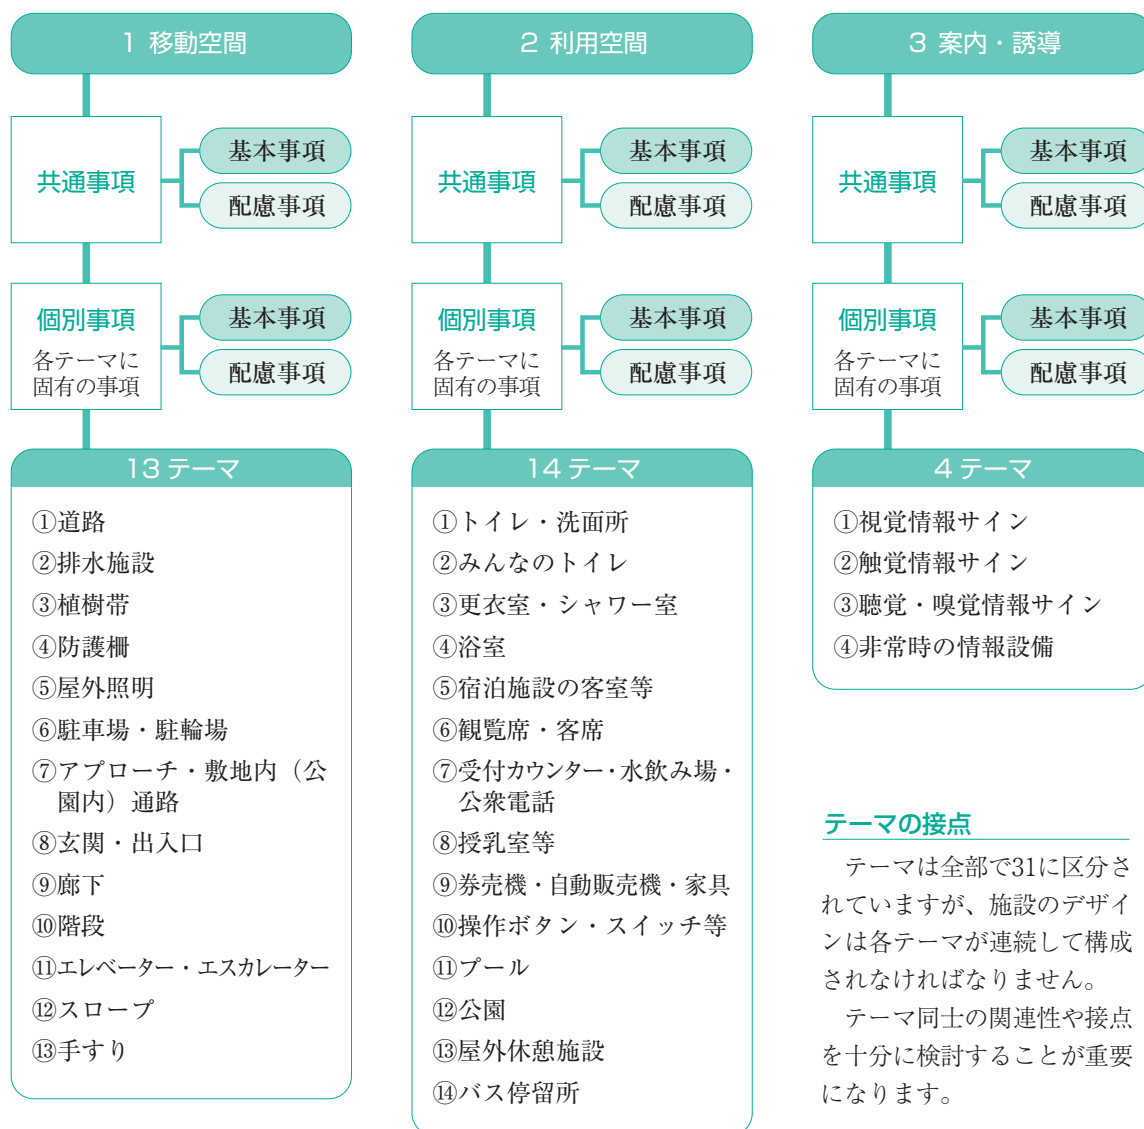 1 移動空間
共通事項
基本事項
配慮事項
個別事項
各テーマに
固有の事項
基本事項
配慮事項
13 テーマ
①道路
②排水施設
③植樹帯
④防護柵
⑤屋外照明
⑥駐車場・駐輪場
⑦アプローチ・敷地内（公
園内）通路
⑧玄関・出入口
⑨廊下
⑩階段
⑪エレベーター・エスカレーター
⑫スロープ
⑬手すり
2 利用空間
共通事項
基本事項
配慮事項
個別事項
各テーマに
固有の事項
基本事項
配慮事項
14 テーマ
①トイレ・洗面所
②みんなのトイレ
③更衣室・シャワー室
④浴室
⑤宿泊施設の客室等
⑥観覧席・客席
⑦受付カウンター・水飲み場・
公衆電話
⑧授乳室等
⑨券売機・自動販売機・家具
⑩操作ボタン・スイッチ等
⑪プール
⑫公園
⑬屋外休憩施設
⑭バス停留所
3 案内・誘導
共通事項
基本事項
配慮事項
個別事項
各テーマに
固有の事項
基本事項
配慮事項
4 テーマ
①視覚情報サイン
②触覚情報サイン
③聴覚・嗅覚情報サイン
④非常時の情報設備
テーマの接点
テーマは全部で31に区分さ
れていますが、施設のデザイ
ンは各テーマが連続して構成
されなければなりません。
テーマ同士の関連性や接点
を十分に検討することが重要
になります。